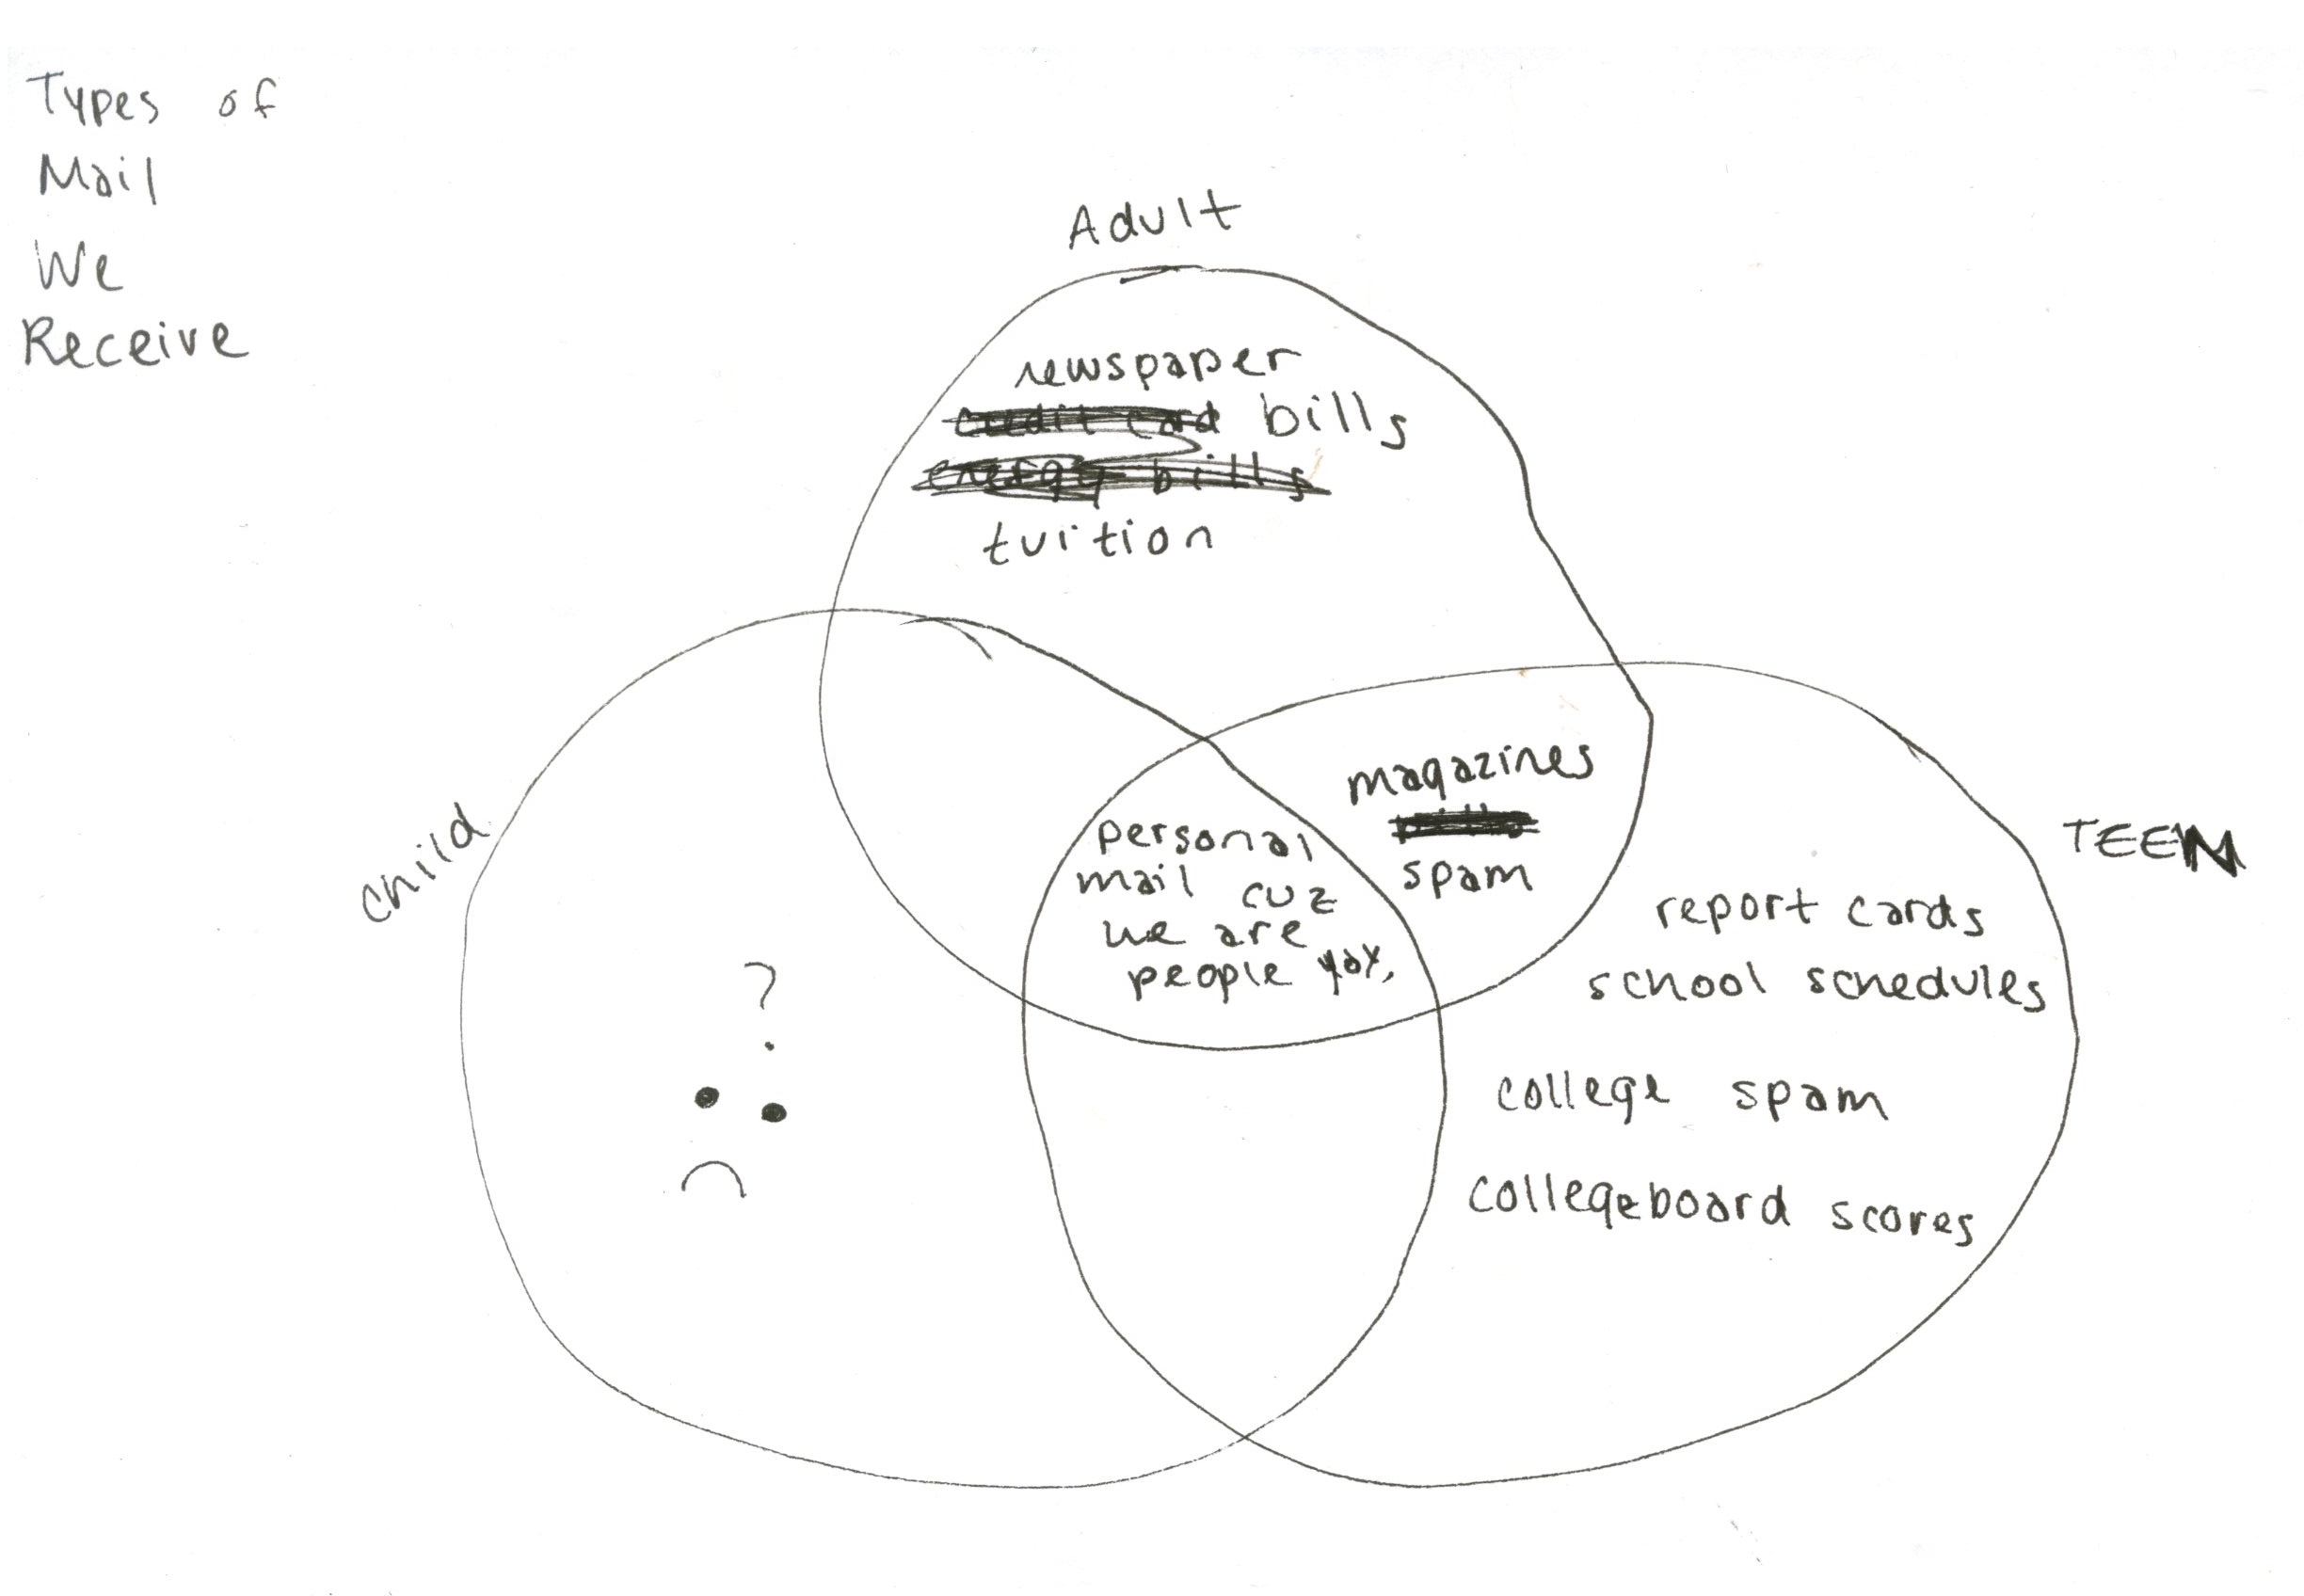 Types of
Mail
We
Receive
Adult
newspaper
credit card bills
energy bills
tuition
child
TEEN
magazines
spam
personal
mail cuz
we are
people yay.
report cards
school schedules
college spam
collegeboard scores
?